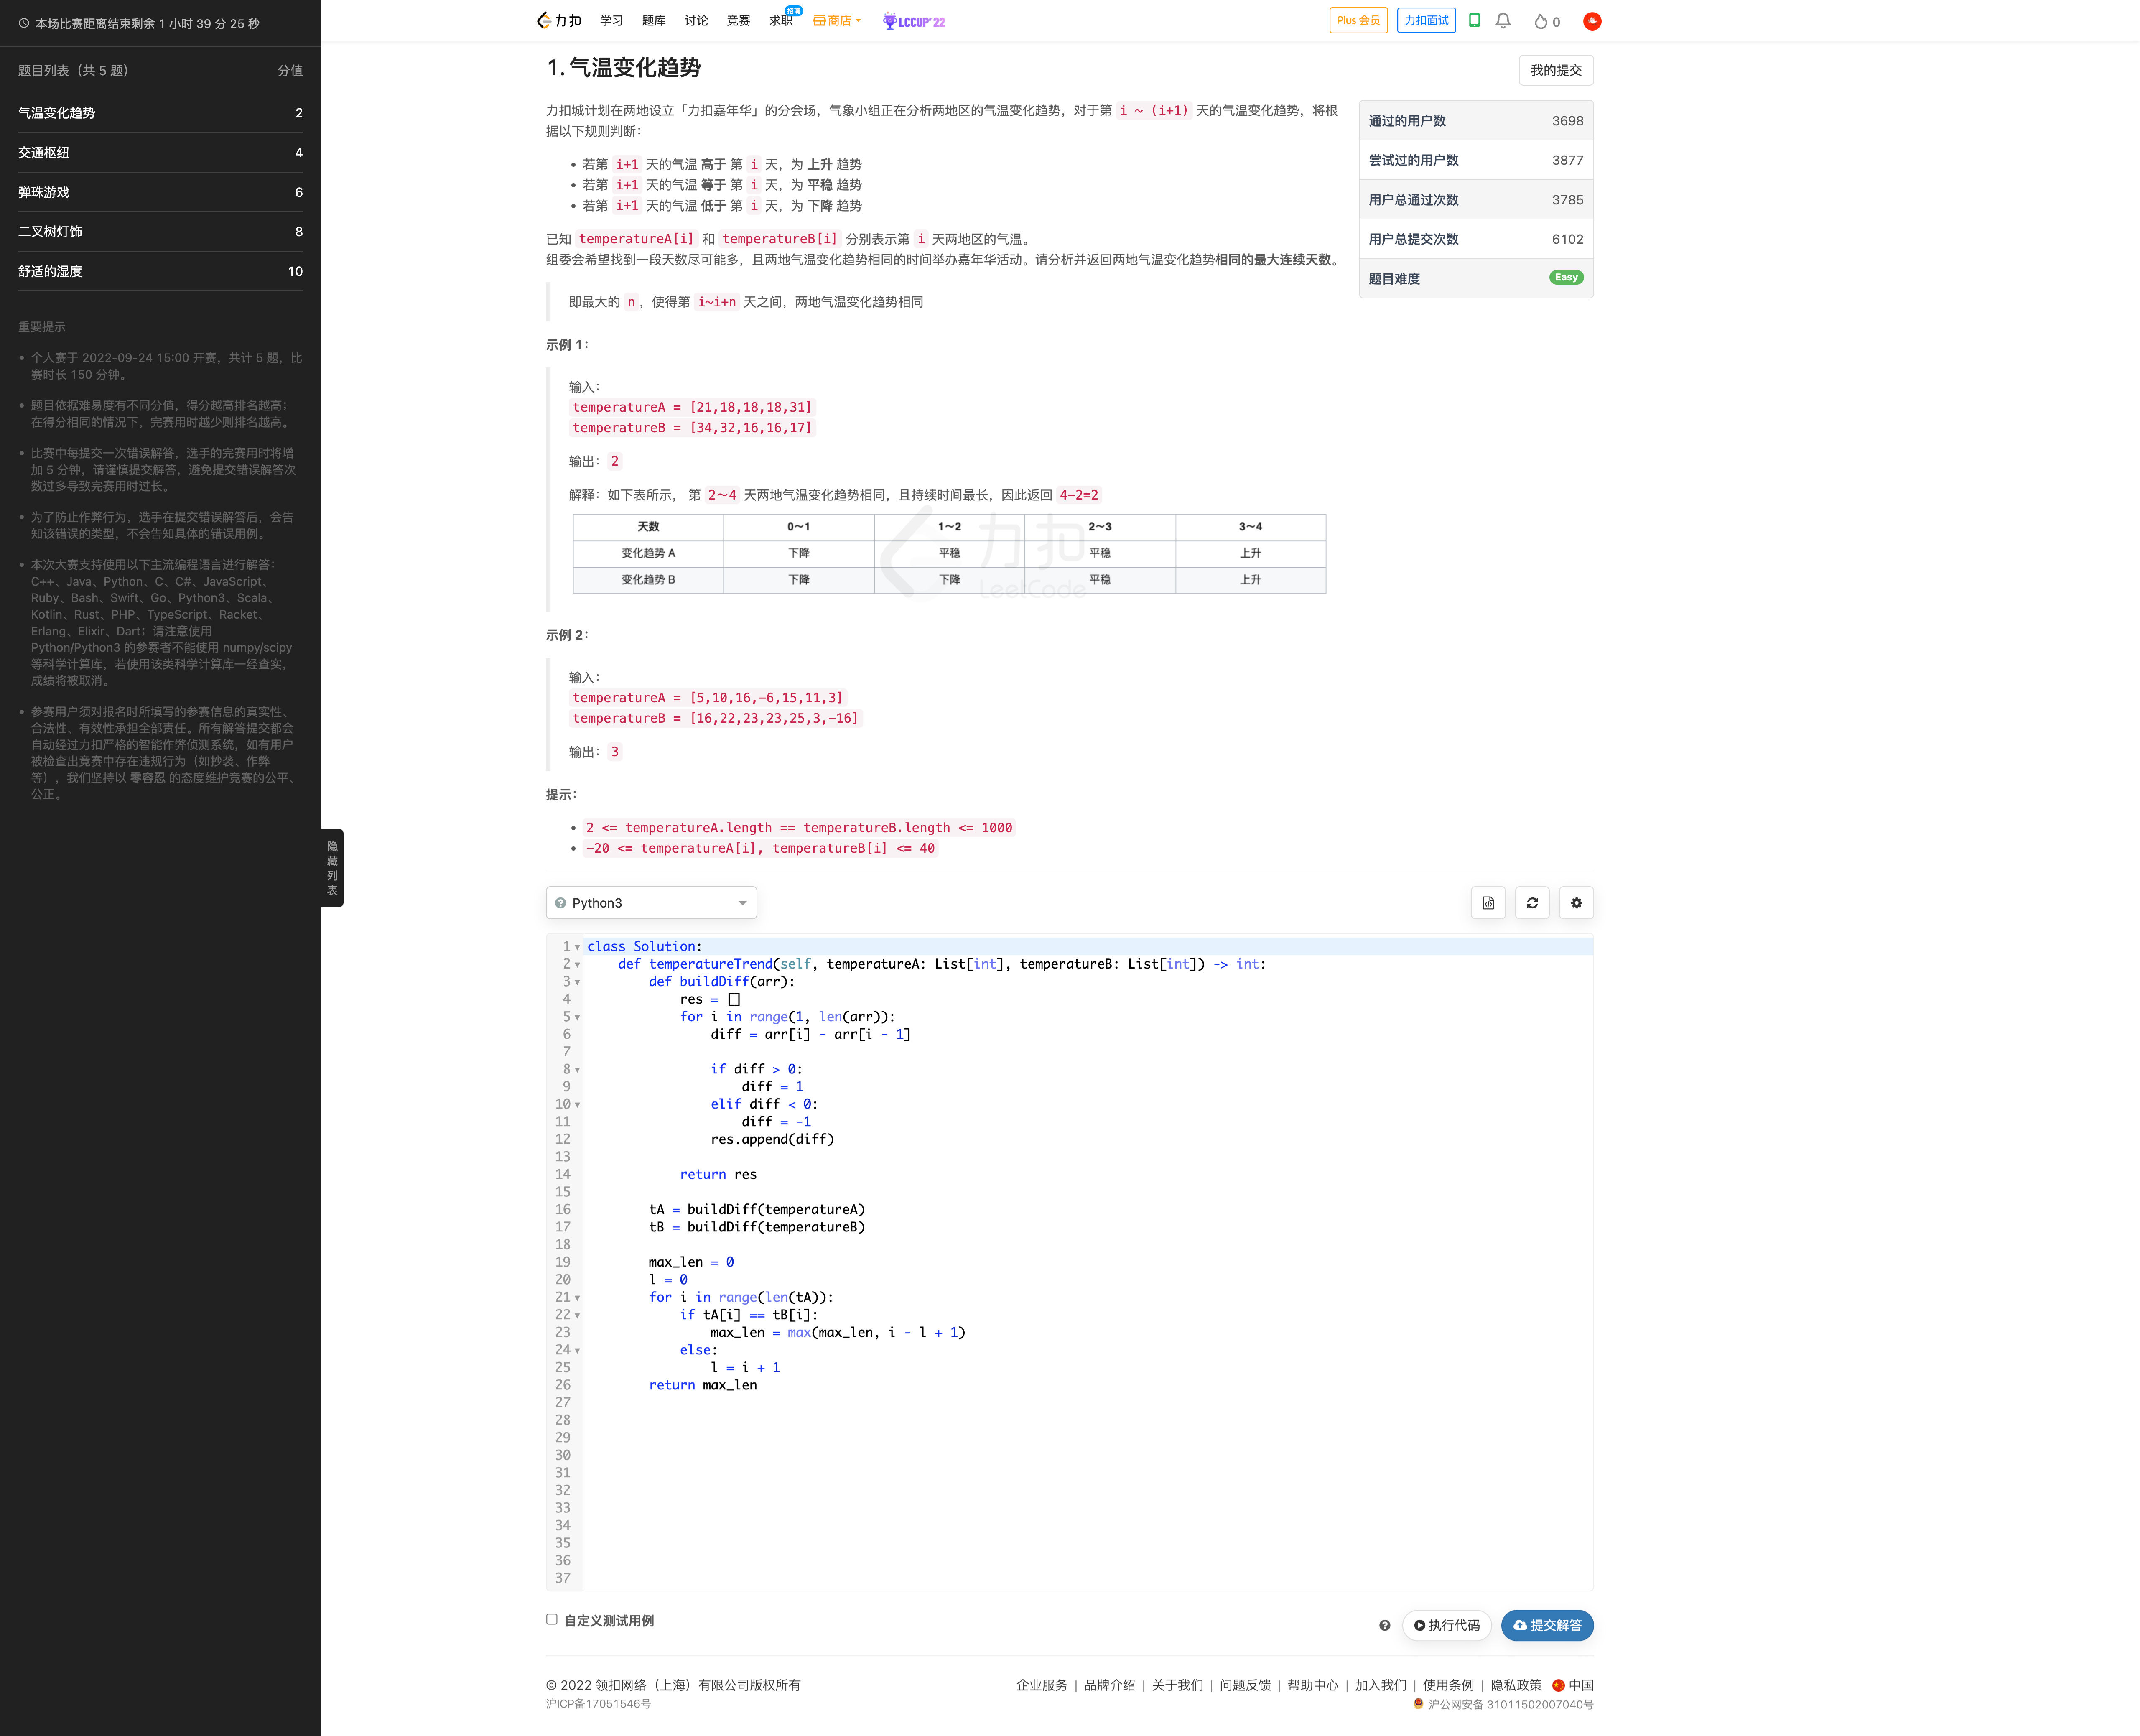 本场比赛距离结束剩余 1 小时 39 分 25 秒
题目列表（共 5 题） 分值
气温变化趋势 2
交通枢纽 4
弹珠游戏 6
二叉树灯饰 8
舒适的湿度 10
重要提示
个人赛于 2022-09-24 15:00 开赛，共计 5 题，比
赛时长 150 分钟。
题目依据难易度有不同分值，得分越高排名越高；
在得分相同的情况下，完赛用时越少则排名越高。
比赛中每提交一次错误解答，选手的完赛用时将增
加 5 分钟，请谨慎提交解答，避免提交错误解答次
数过多导致完赛用时过长。
为了防止作弊行为，选手在提交错误解答后，会告
知该错误的类型，不会告知具体的错误用例。
本次大赛支持使用以下主流编程语言进行解答：
C++、Java、Python、C、C#、JavaScript、
Ruby、Bash、Swift、Go、Python3、Scala、
Kotlin、Rust、PHP、TypeScript、Racket、
Erlang、Elixir、Dart；请注意使用
Python/Python3 的参赛者不能使用 numpy/scipy
等科学计算库，若使用该类科学计算库一经查实，
成绩将被取消。
参赛用户须对报名时所填写的参赛信息的真实性、
合法性、有效性承担全部责任。所有解答提交都会
自动经过力扣严格的智能作弊侦测系统，如有用户
被检查出竞赛中存在违规行为（如抄袭、作弊
等），我们坚持以 零容忍 的态度维护竞赛的公平、
公正。
隐
藏
列
表
力扣 学习 题库 讨论 竞赛 求职 招聘 商店 LCCUP'22 Plus 会员 力扣面试 0
1. 气温变化趋势
我的提交
力扣城计划在两地设立「力扣嘉年华」的分会场，气象小组正在分析两地区的气温变化趋势，对于第 i ~ (i+1) 天的气温变化趋势，将根
据以下规则判断：
若第 i+1 天的气温 高于 第 i 天，为 上升 趋势
若第 i+1 天的气温 等于 第 i 天，为 平稳 趋势
若第 i+1 天的气温 低于 第 i 天，为 下降 趋势
已知 temperatureA[i] 和 temperatureB[i] 分别表示第 i 天两地区的气温。
组委会希望找到一段天数尽可能多，且两地气温变化趋势相同的时间举办嘉年华活动。请分析并返回两地气温变化趋势相同的最大连续天数。
即最大的 n，使得第 i~i+n 天之间，两地气温变化趋势相同
通过的用户数 3698
尝试过的用户数 3877
用户总通过次数 3785
用户总提交次数 6102
题目难度 Easy
示例 1：
输入：
temperatureA = [21,18,18,18,31]
temperatureB = [34,32,16,16,17]
输出：2
解释：如下表所示， 第 2～4 天两地气温变化趋势相同，且持续时间最长，因此返回 4-2=2
天数 0～1 1～2 2～3 3～4
变化趋势 A 下降 平稳 平稳 上升
变化趋势 B 下降 下降 平稳 上升
力扣
LeetCode
示例 2：
输入：
temperatureA = [5,10,16,-6,15,11,3]
temperatureB = [16,22,23,23,25,3,-16]
输出：3
提示：
2 <= temperatureA.length == temperatureB.length <= 1000
-20 <= temperatureA[i], temperatureB[i] <= 40
Python3
1 class Solution:
2     def temperatureTrend(self, temperatureA: List[int], temperatureB: List[int]) -> int:
3         def buildDiff(arr):
4             res = []
5             for i in range(1, len(arr)):
6                 diff = arr[i] - arr[i - 1]
7
8                 if diff > 0:
9                     diff = 1
10                 elif diff < 0:
11                     diff = -1
12                 res.append(diff)
13
14             return res
15
16         tA = buildDiff(temperatureA)
17         tB = buildDiff(temperatureB)
18
19         max_len = 0
20         l = 0
21         for i in range(len(tA)):
22             if tA[i] == tB[i]:
23                 max_len = max(max_len, i - l + 1)
24             else:
25                 l = i + 1
26         return max_len
27
28
29
30
31
32
33
34
35
36
37
自定义测试用例
执行代码 提交解答
© 2022 领扣网络（上海）有限公司版权所有
沪ICP备17051546号
企业服务 | 品牌介绍 | 关于我们 | 问题反馈 | 帮助中心 | 加入我们 | 使用条例 | 隐私政策 中国
沪公网安备 31011502007040号